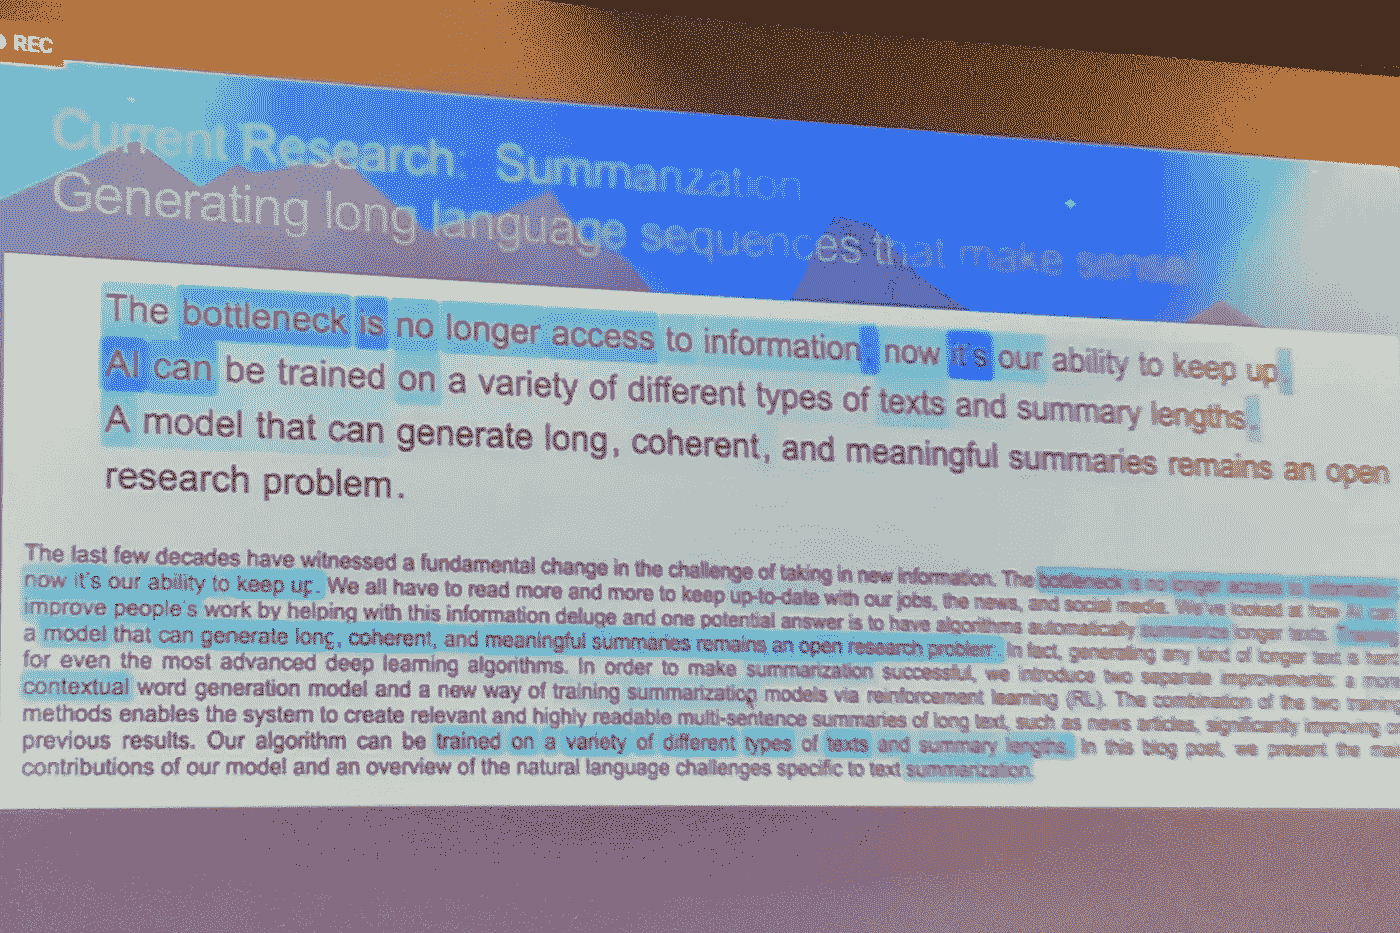 REC
Current Research: Summarization
Generating long language sequences that make sense
The bottleneck is no longer access to information; now it's our ability to keep up.
AI can be trained on a variety of different types of texts and summary lengths.
A model that can generate long, coherent, and meaningful summaries remains an open
research problem.
The last few decades have witnessed a fundamental change in the challenge of taking in new information. The bottleneck is no longer access to information
now it's our ability to keep up. We all have to read more and more to keep up-to-date with our jobs, the news, and social media. We've looked at how AI can
improve people's work by helping with this information deluge and one potential answer is to have algorithms automatically summarize longer texts. Training
a model that can generate long, coherent, and meaningful summaries remains an open research problem. In fact, generating any kind of longer text is hard
for even the most advanced deep learning algorithms. In order to make summarization successful, we introduce two separate improvements: a more
contextual word generation model and a new way of training summarization models via reinforcement learning (RL). The combination of the two training
methods enables the system to create relevant and highly readable multi-sentence summaries of long text, such as news articles, significantly improving
previous results. Our algorithm can be trained on a variety of different types of texts and summary lengths. In this blog post, we present the
contributions of our model and an overview of the natural language challenges specific to text summarization.